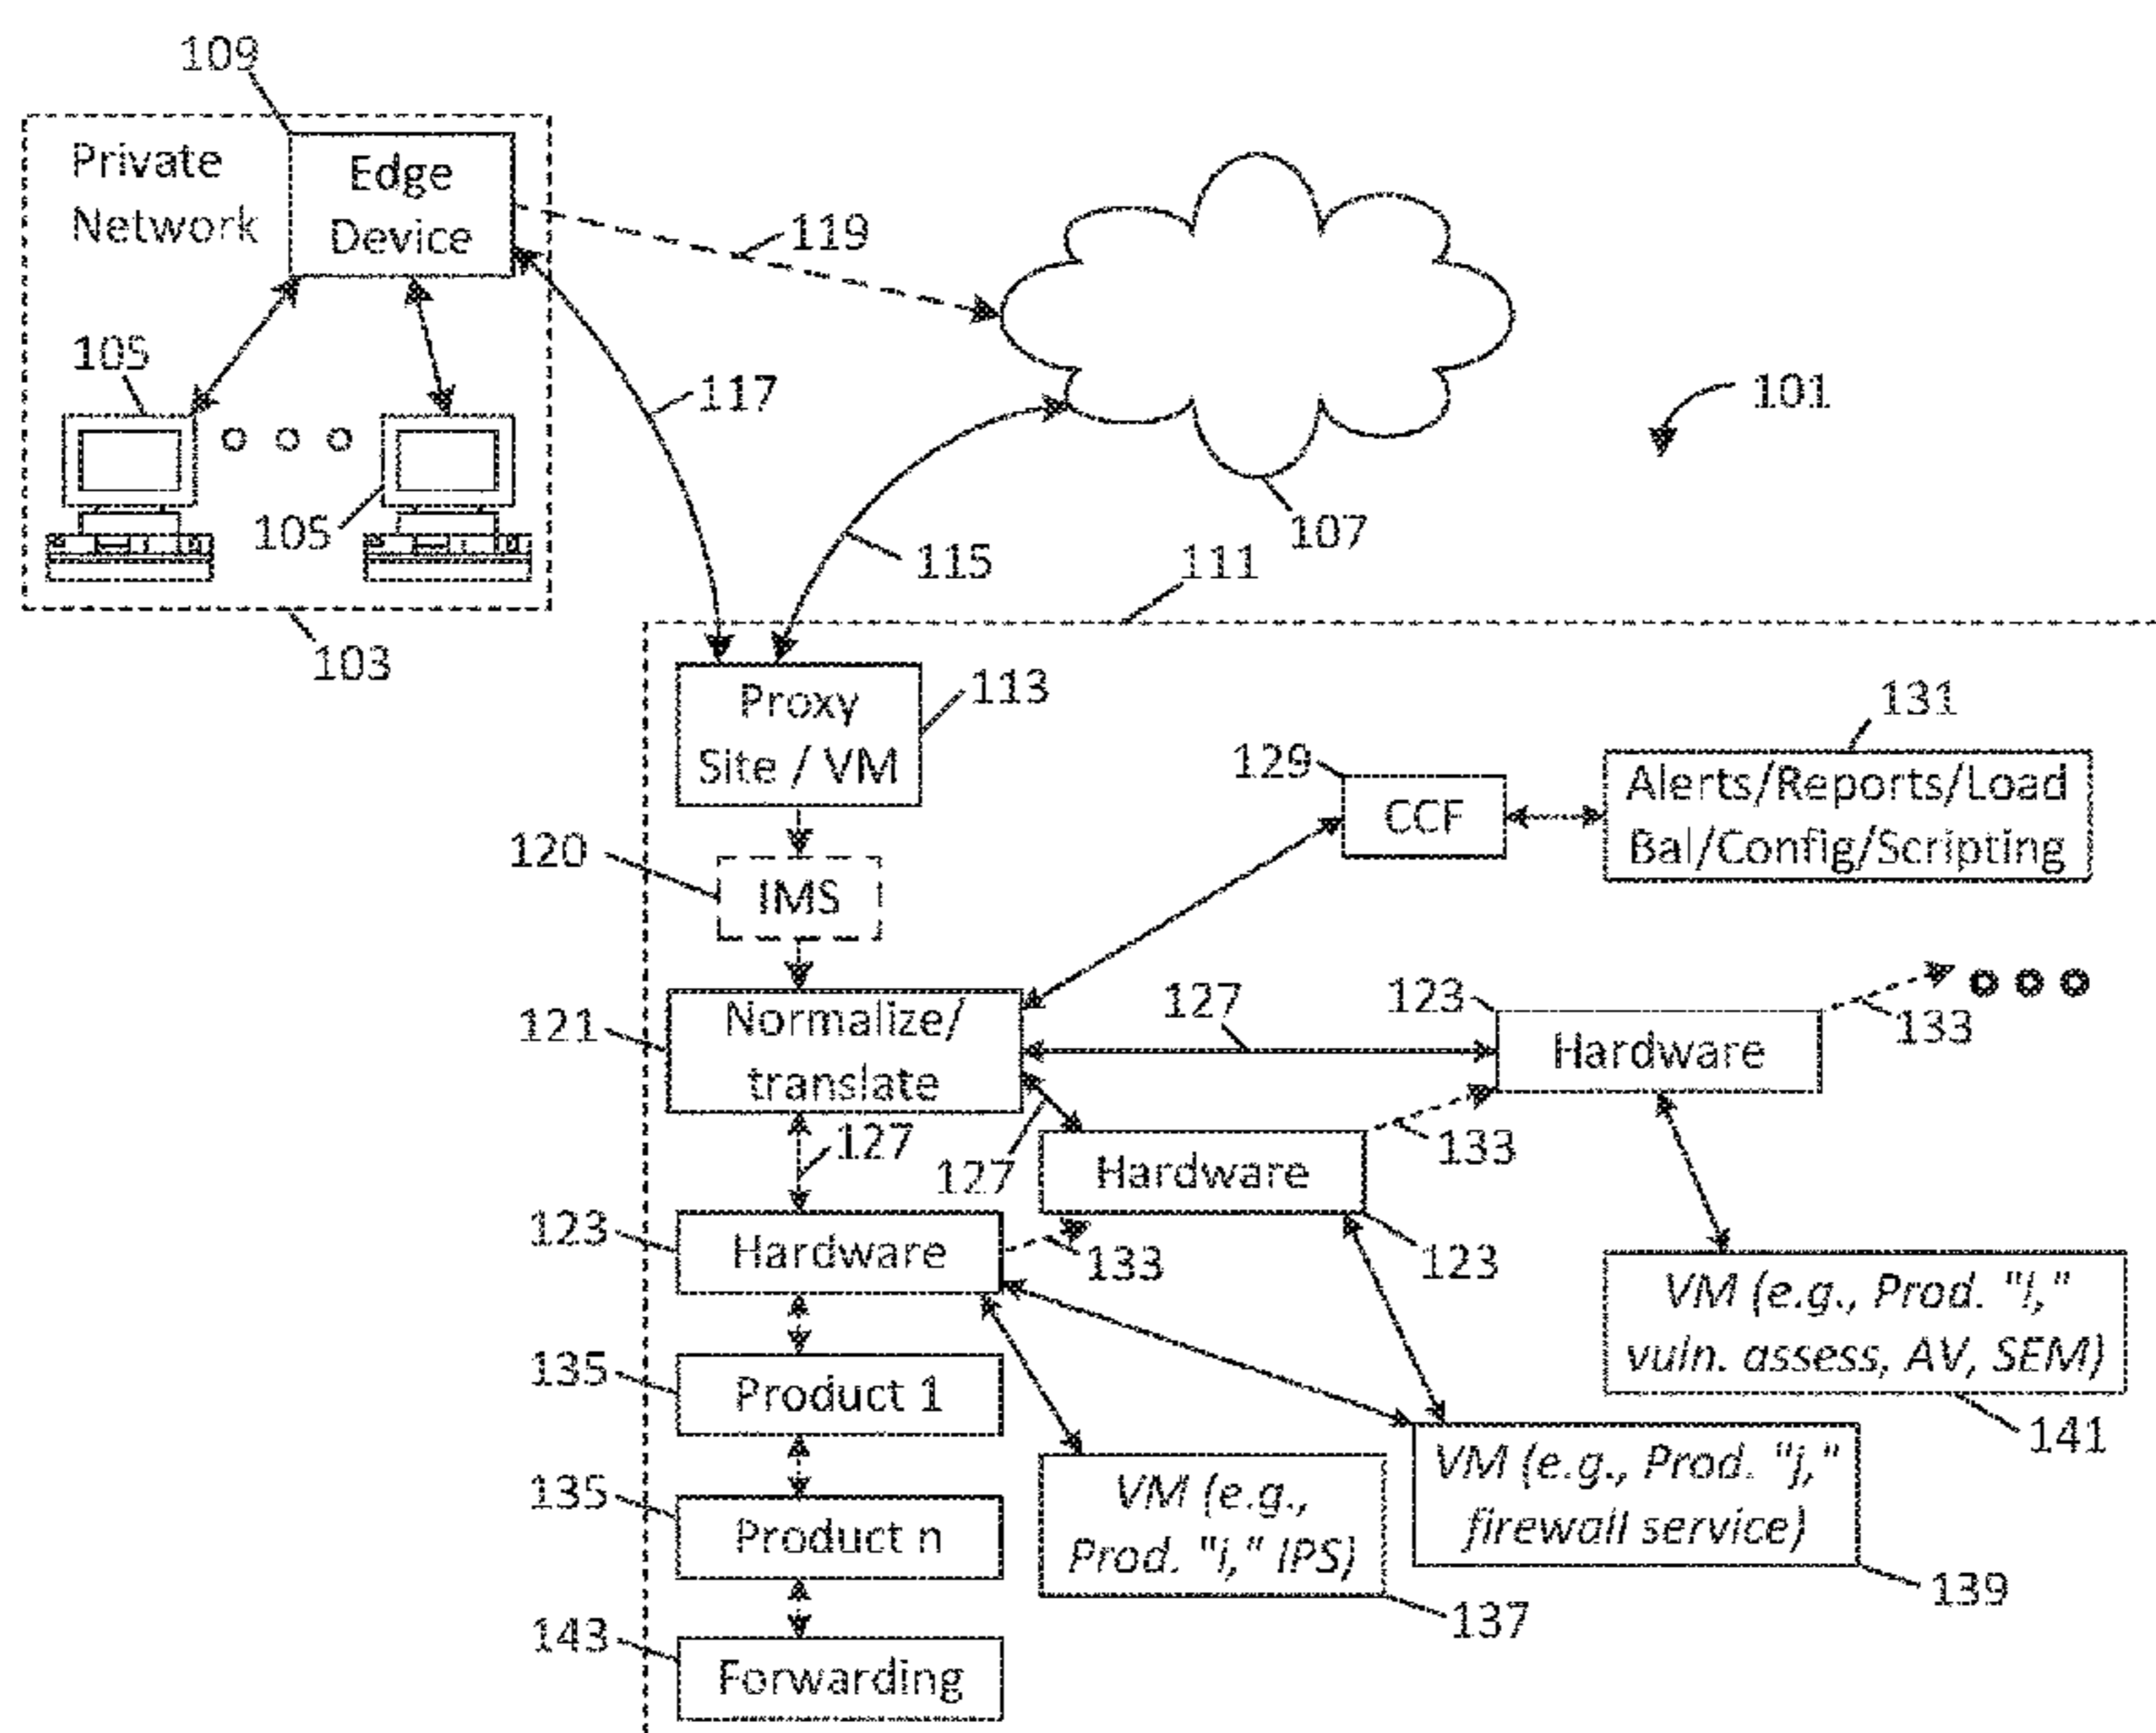 109
Private
Network
Edge
Device
119
105
117
101
105
107
115
111
103
Proxy
Site / VM
113
131
129
CCF
Alerts/Reports/Load
Bal/Config/Scripting
120
IMS
121
Normalize/
translate
127
123
Hardware
133
127
127
Hardware
133
123
123
Hardware
133
VM (e.g., Prod. "i,"
vuln. assess, AV, SEM)
141
135
Product 1
VM (e.g., Prod. "j,"
firewall service)
139
135
Product n
VM (e.g.,
Prod. "i," IPS)
137
143
Forwarding